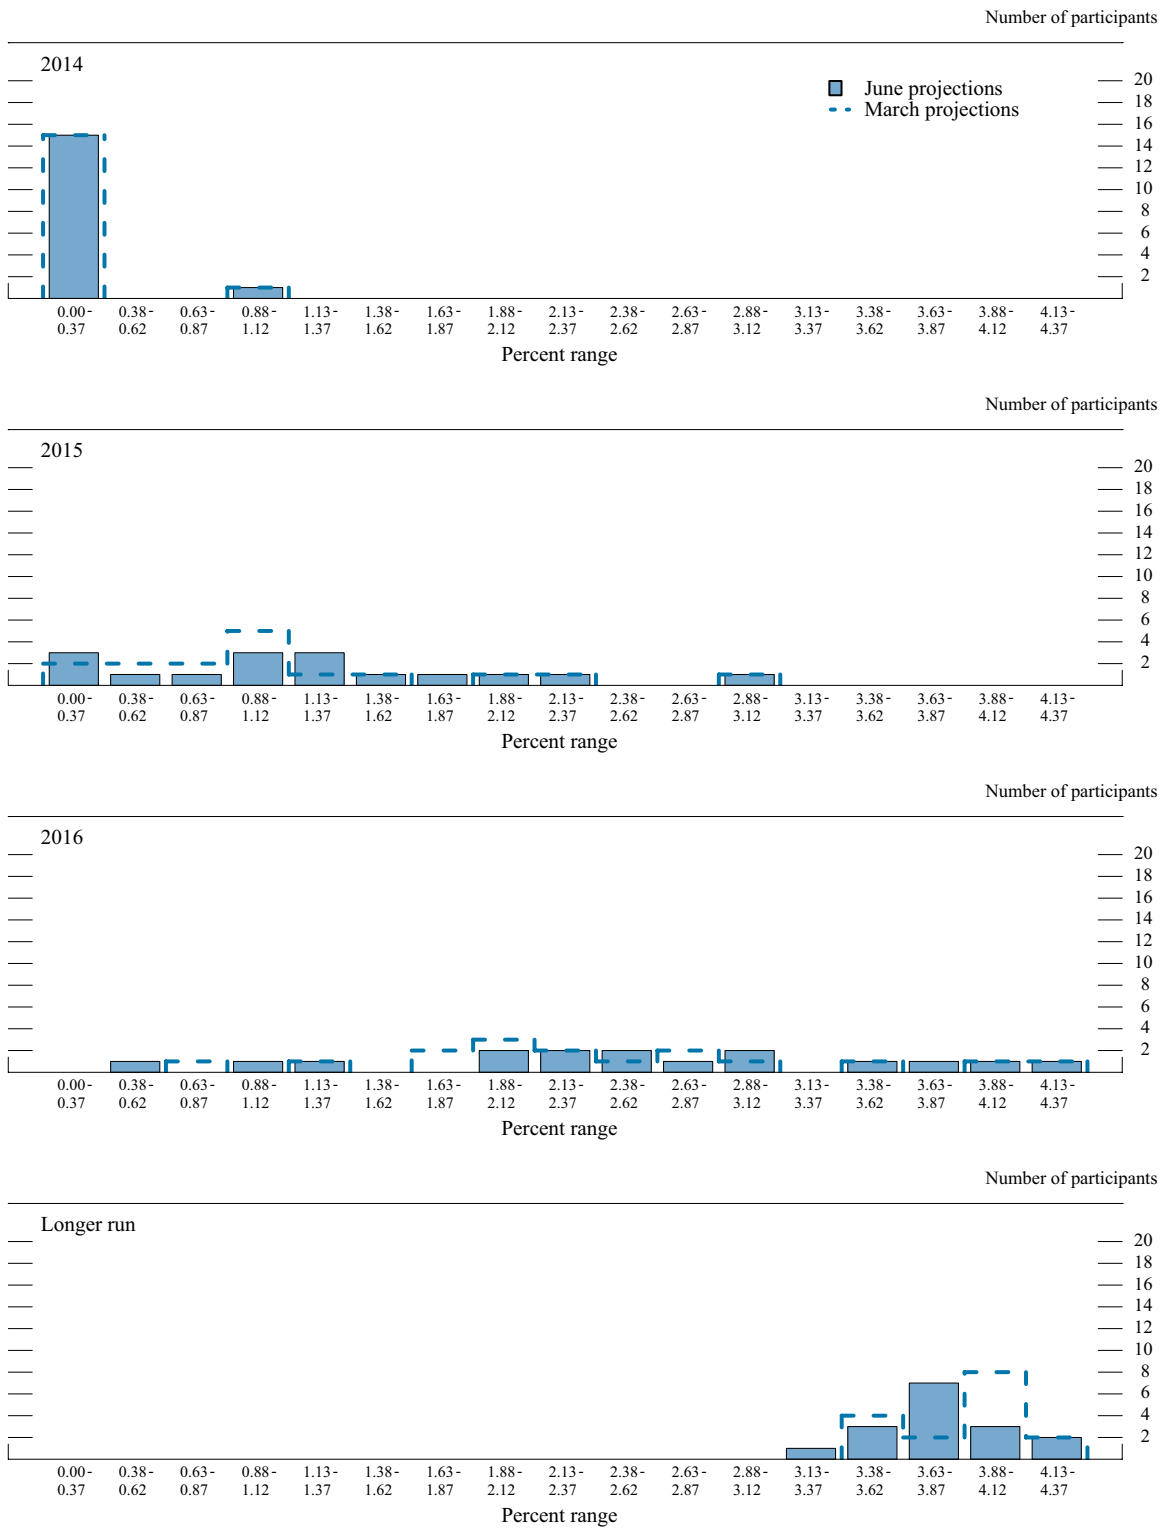 Number of participants
2014
June projections
March projections
20
18
16
14
12
10
8
6
4
2
0.00- 0.38- 0.63- 0.88- 1.13- 1.38- 1.63- 1.88- 2.13- 2.38- 2.63- 2.88- 3.13- 3.38- 3.63- 3.88- 4.13-
0.37 0.62 0.87 1.12 1.37 1.62 1.87 2.12 2.37 2.62 2.87 3.12 3.37 3.62 3.87 4.12 4.37
Percent range
Number of participants
2015
20
18
16
14
12
10
8
6
4
2
0.00- 0.38- 0.63- 0.88- 1.13- 1.38- 1.63- 1.88- 2.13- 2.38- 2.63- 2.88- 3.13- 3.38- 3.63- 3.88- 4.13-
0.37 0.62 0.87 1.12 1.37 1.62 1.87 2.12 2.37 2.62 2.87 3.12 3.37 3.62 3.87 4.12 4.37
Percent range
Number of participants
2016
20
18
16
14
12
10
8
6
4
2
0.00- 0.38- 0.63- 0.88- 1.13- 1.38- 1.63- 1.88- 2.13- 2.38- 2.63- 2.88- 3.13- 3.38- 3.63- 3.88- 4.13-
0.37 0.62 0.87 1.12 1.37 1.62 1.87 2.12 2.37 2.62 2.87 3.12 3.37 3.62 3.87 4.12 4.37
Percent range
Number of participants
Longer run
20
18
16
14
12
10
8
6
4
2
0.00- 0.38- 0.63- 0.88- 1.13- 1.38- 1.63- 1.88- 2.13- 2.38- 2.63- 2.88- 3.13- 3.38- 3.63- 3.88- 4.13-
0.37 0.62 0.87 1.12 1.37 1.62 1.87 2.12 2.37 2.62 2.87 3.12 3.37 3.62 3.87 4.12 4.37
Percent range